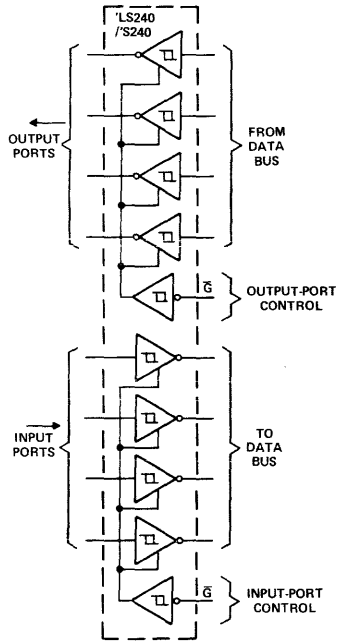 'LS240
/'S240
OUTPUT
PORTS
FROM
DATA
BUS
G̅
OUTPUT-PORT
CONTROL
INPUT
PORTS
TO
DATA
BUS
G̅
INPUT-PORT
CONTROL